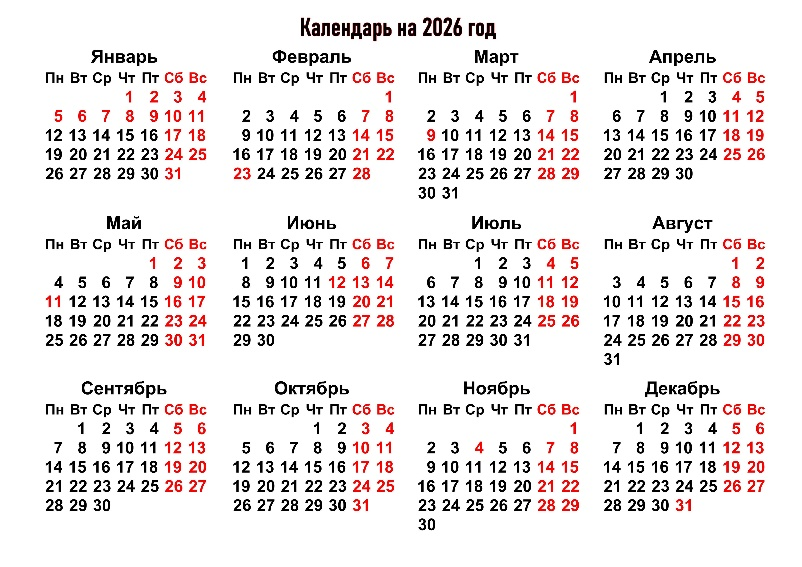 Календарь на 2026 год
Январь Февраль Март Апрель
Пн Вт Ср Чт Пт Сб Вс Пн Вт Ср Чт Пт Сб Вс Пн Вт Ср Чт Пт Сб Вс Пн Вт Ср Чт Пт Сб Вс
1 2 3 4 1 1 1 2 3 4 5
5 6 7 8 9 10 11 2 3 4 5 6 7 8 2 3 4 5 6 7 8 6 7 8 9 10 11 12
12 13 14 15 16 17 18 9 10 11 12 13 14 15 9 10 11 12 13 14 15 13 14 15 16 17 18 19
19 20 21 22 23 24 25 16 17 18 19 20 21 22 16 17 18 19 20 21 22 20 21 22 23 24 25 26
26 27 28 29 30 31 23 24 25 26 27 28 23 24 25 26 27 28 29 27 28 29 30
30 31
Май Июнь Июль Август
Пн Вт Ср Чт Пт Сб Вс Пн Вт Ср Чт Пт Сб Вс Пн Вт Ср Чт Пт Сб Вс Пн Вт Ср Чт Пт Сб Вс
1 2 3 1 2 3 4 5 6 7 1 2 3 4 5 1 2
4 5 6 7 8 9 10 8 9 10 11 12 13 14 6 7 8 9 10 11 12 3 4 5 6 7 8 9
11 12 13 14 15 16 17 15 16 17 18 19 20 21 13 14 15 16 17 18 19 10 11 12 13 14 15 16
18 19 20 21 22 23 24 22 23 24 25 26 27 28 20 21 22 23 24 25 26 17 18 19 20 21 22 23
25 26 27 28 29 30 31 29 30 27 28 29 30 31 24 25 26 27 28 29 30
31
Сентябрь Октябрь Ноябрь Декабрь
Пн Вт Ср Чт Пт Сб Вс Пн Вт Ср Чт Пт Сб Вс Пн Вт Ср Чт Пт Сб Вс Пн Вт Ср Чт Пт Сб Вс
1 2 3 4 5 6 1 2 3 4 1 1 2 3 4 5 6
7 8 9 10 11 12 13 5 6 7 8 9 10 11 2 3 4 5 6 7 8 7 8 9 10 11 12 13
14 15 16 17 18 19 20 12 13 14 15 16 17 18 9 10 11 12 13 14 15 14 15 16 17 18 19 20
21 22 23 24 25 26 27 19 20 21 22 23 24 25 16 17 18 19 20 21 22 21 22 23 24 25 26 27
28 29 30 26 27 28 29 30 31 23 24 25 26 27 28 29 28 29 30 31
30